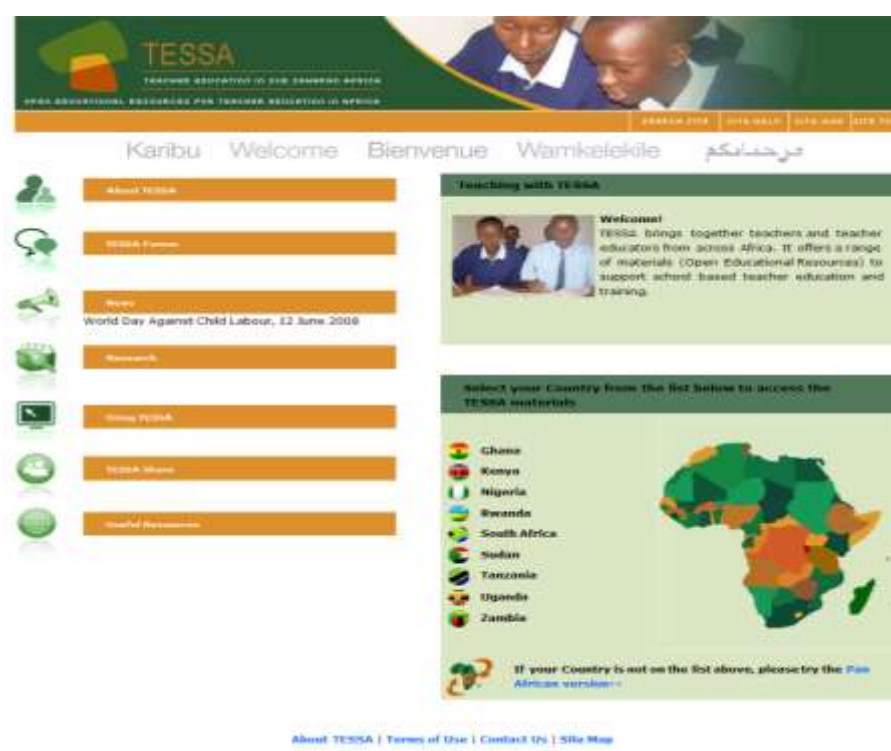 TESSA
TEACHER EDUCATION IN SUB SAHARAN AFRICA
OPEN EDUCATIONAL RESOURCES FOR TEACHER EDUCATION IN AFRICA
SEARCH SITE SITE HELP SITE MAP
Karibu Welcome Bienvenue Wamkelekile مرحبابكم
About TESSA
TESSA Forum
News
World Day Against Child Labour, 12 June 2008
Research
Using TESSA
TESSA Share
Useful Resources
Teaching with TESSA
Welcome!
TESSA brings together teachers and teacher
educators from across Africa. It offers a range
of materials (Open Educational Resources) to
support school based teacher education and
training.
Select your Country from the list below to access the
TESSA materials
Ghana
Kenya
Nigeria
Rwanda
South Africa
Sudan
Tanzania
Uganda
Zambia
If your Country is not on the list above, please try the Pan
African version>>
About TESSA | Terms of Use | Contact Us | Site Map